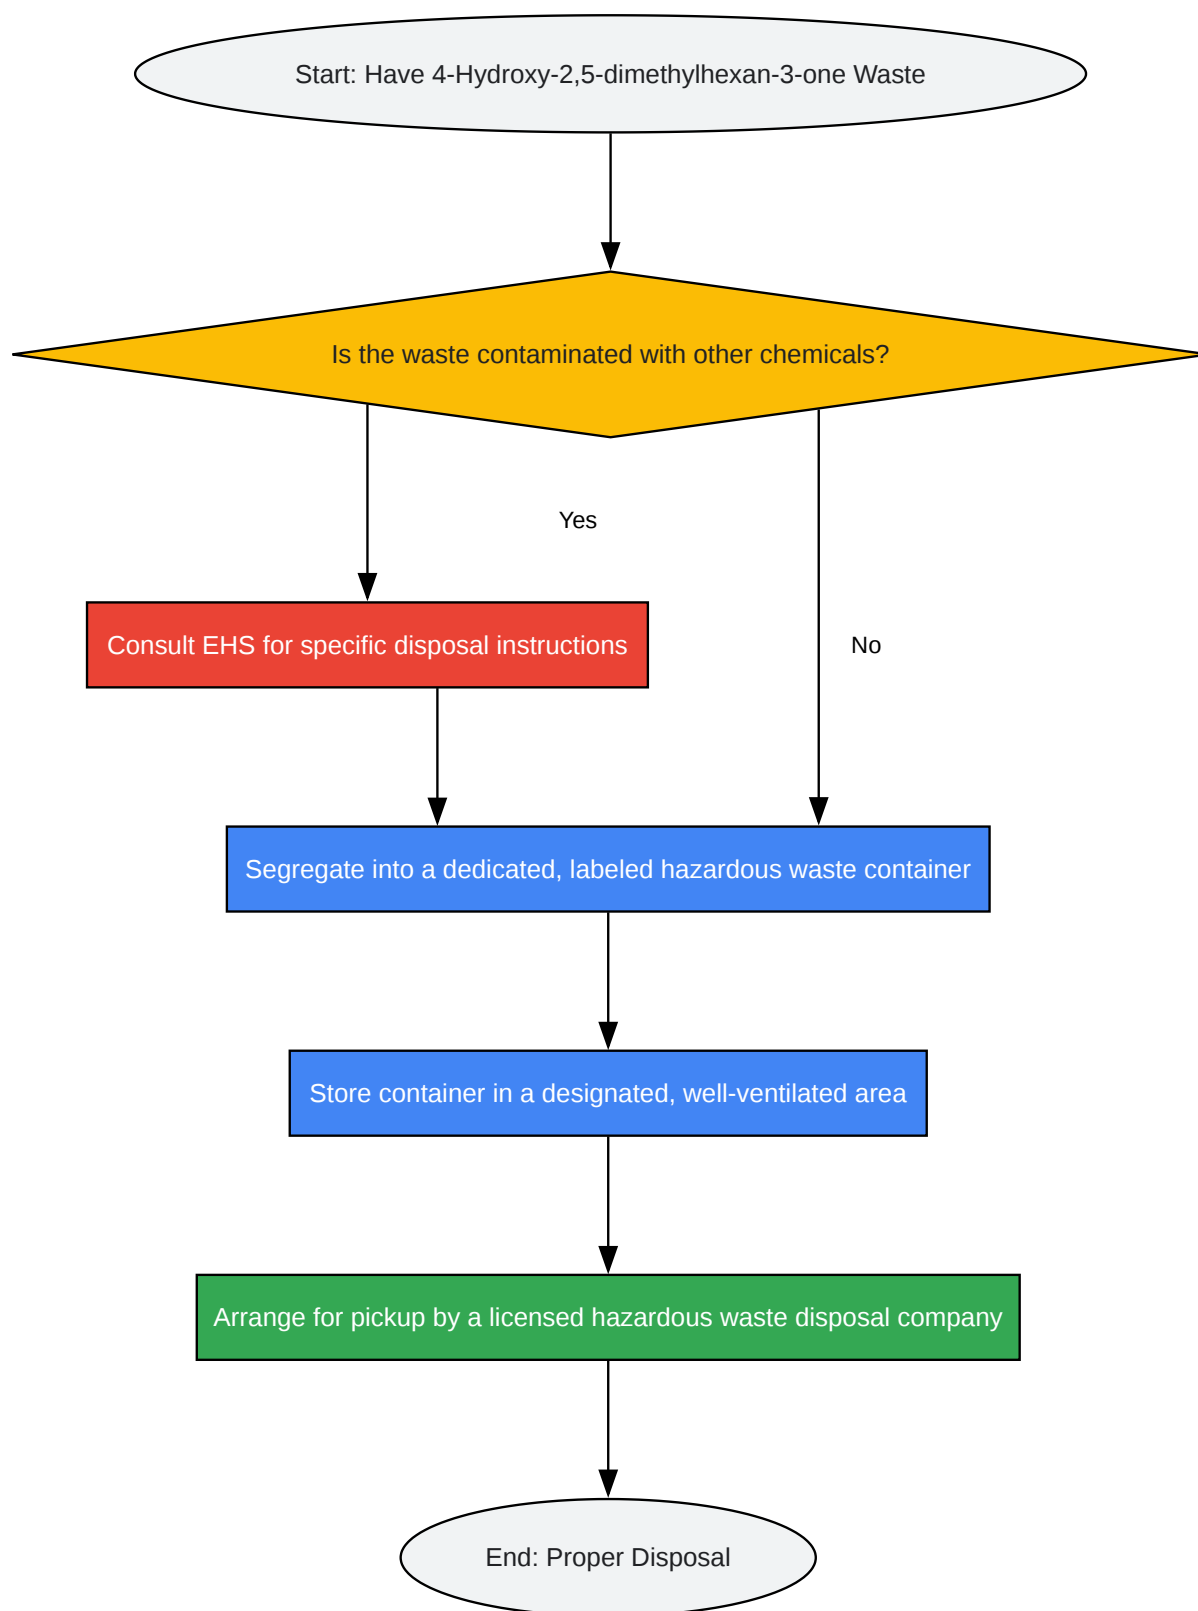 Start: Have 4-Hydroxy-2,5-dimethylhexan-3-one Waste
Is the waste contaminated with other chemicals?
Yes
Consult EHS for specific disposal instructions
No
Segregate into a dedicated, labeled hazardous waste container
Store container in a designated, well-ventilated area
Arrange for pickup by a licensed hazardous waste disposal company
End: Proper Disposal